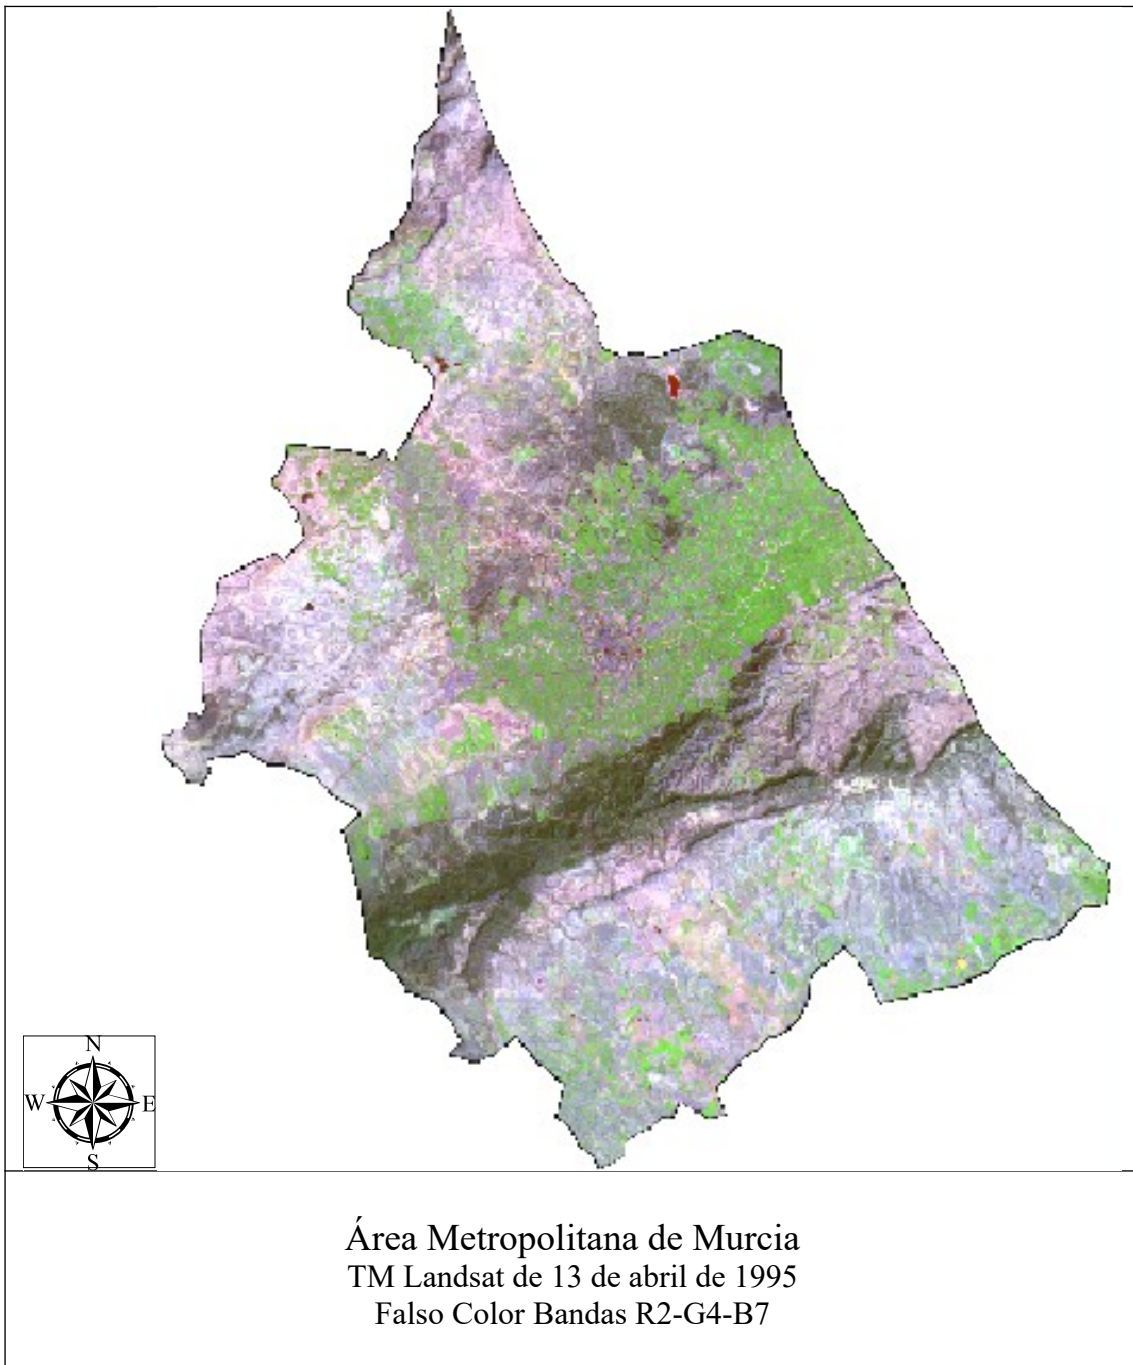 N
W E
S
Área Metropolitana de Murcia
TM Landsat de 13 de abril de 1995
Falso Color Bandas R2-G4-B7